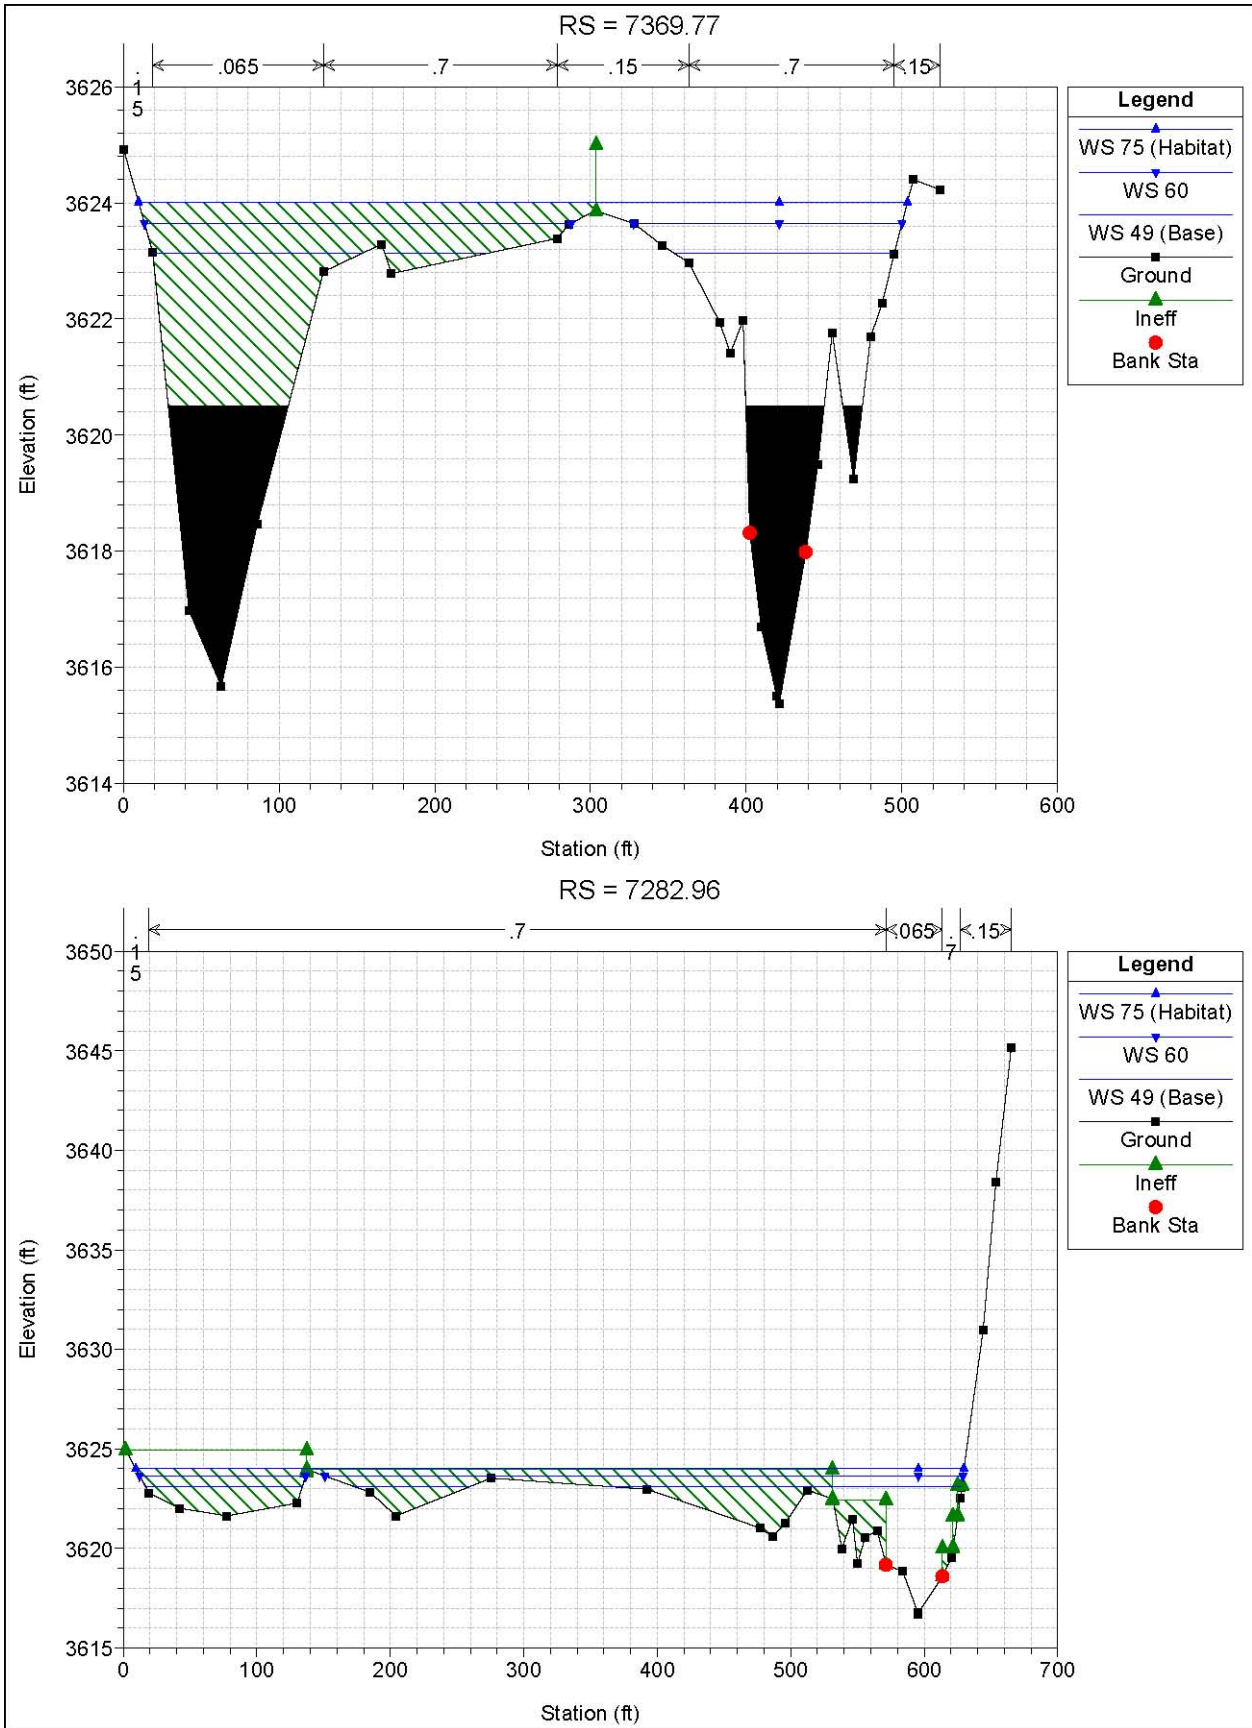 RS = 7369.77
.15
.065
.7
.15
.7
.15
3626
3624
3622
3620
3618
3616
3614
Elevation (ft)
0 100 200 300 400 500 600
Station (ft)
Legend
WS 75 (Habitat)
WS 60
WS 49 (Base)
Ground
Ineff
Bank Sta
RS = 7282.96
.15
.7
.065
.7
.15
3650
3645
3640
3635
3630
3625
3620
3615
Elevation (ft)
0 100 200 300 400 500 600 700
Station (ft)
Legend
WS 75 (Habitat)
WS 60
WS 49 (Base)
Ground
Ineff
Bank Sta